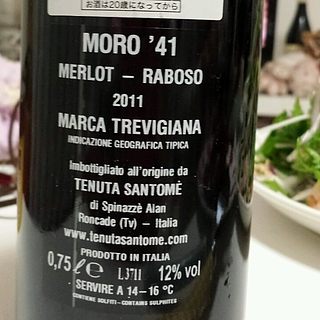 お酒は20歳になってから
MORO '41
MERLOT – RABOSO
2011
MARCA TREVIGIANA
INDICAZIONE GEOGRAFICA TIPICA
Imbottigliato all'origine da
TENUTA SANTOMÉ
di Spinazzè Alan
Roncade (Tv) – Italia
www.tenutasantome.com
PRODOTTO IN ITALIA
0,75 ℓ e L3711 12% vol
SERVIRE A 14–16 °C
CONTIENE SOLFITI–CONTAINS SULPHITES